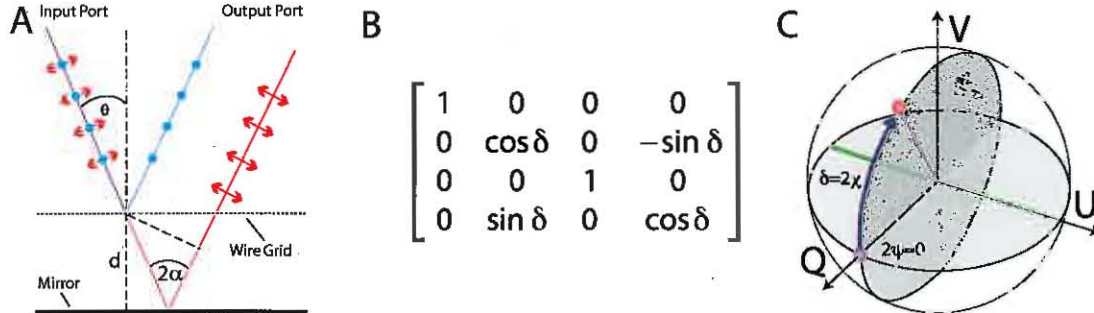 A
Input Port
Output Port
θ
Wire Grid
d
2α
Mirror
B
1 0 0 0
0 cosδ 0 −sinδ
0 0 1 0
0 sinδ 0 cosδ
C
V
δ=2χ
U
2ψ=0
Q